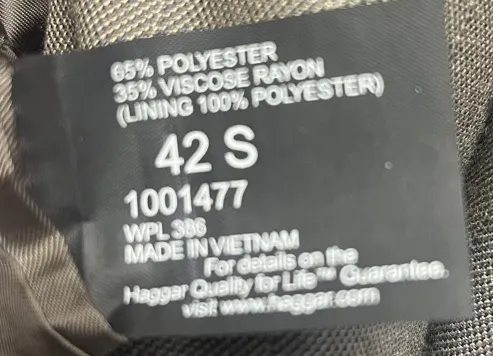 65% POLYESTER
35% VISCOSE RAYON
(LINING 100% POLYESTER)
42 S
1001477
WPL 386
MADE IN VIETNAM
For details on the
Haggar Quality for Life™ Guarantee.
visit www.haggar.com